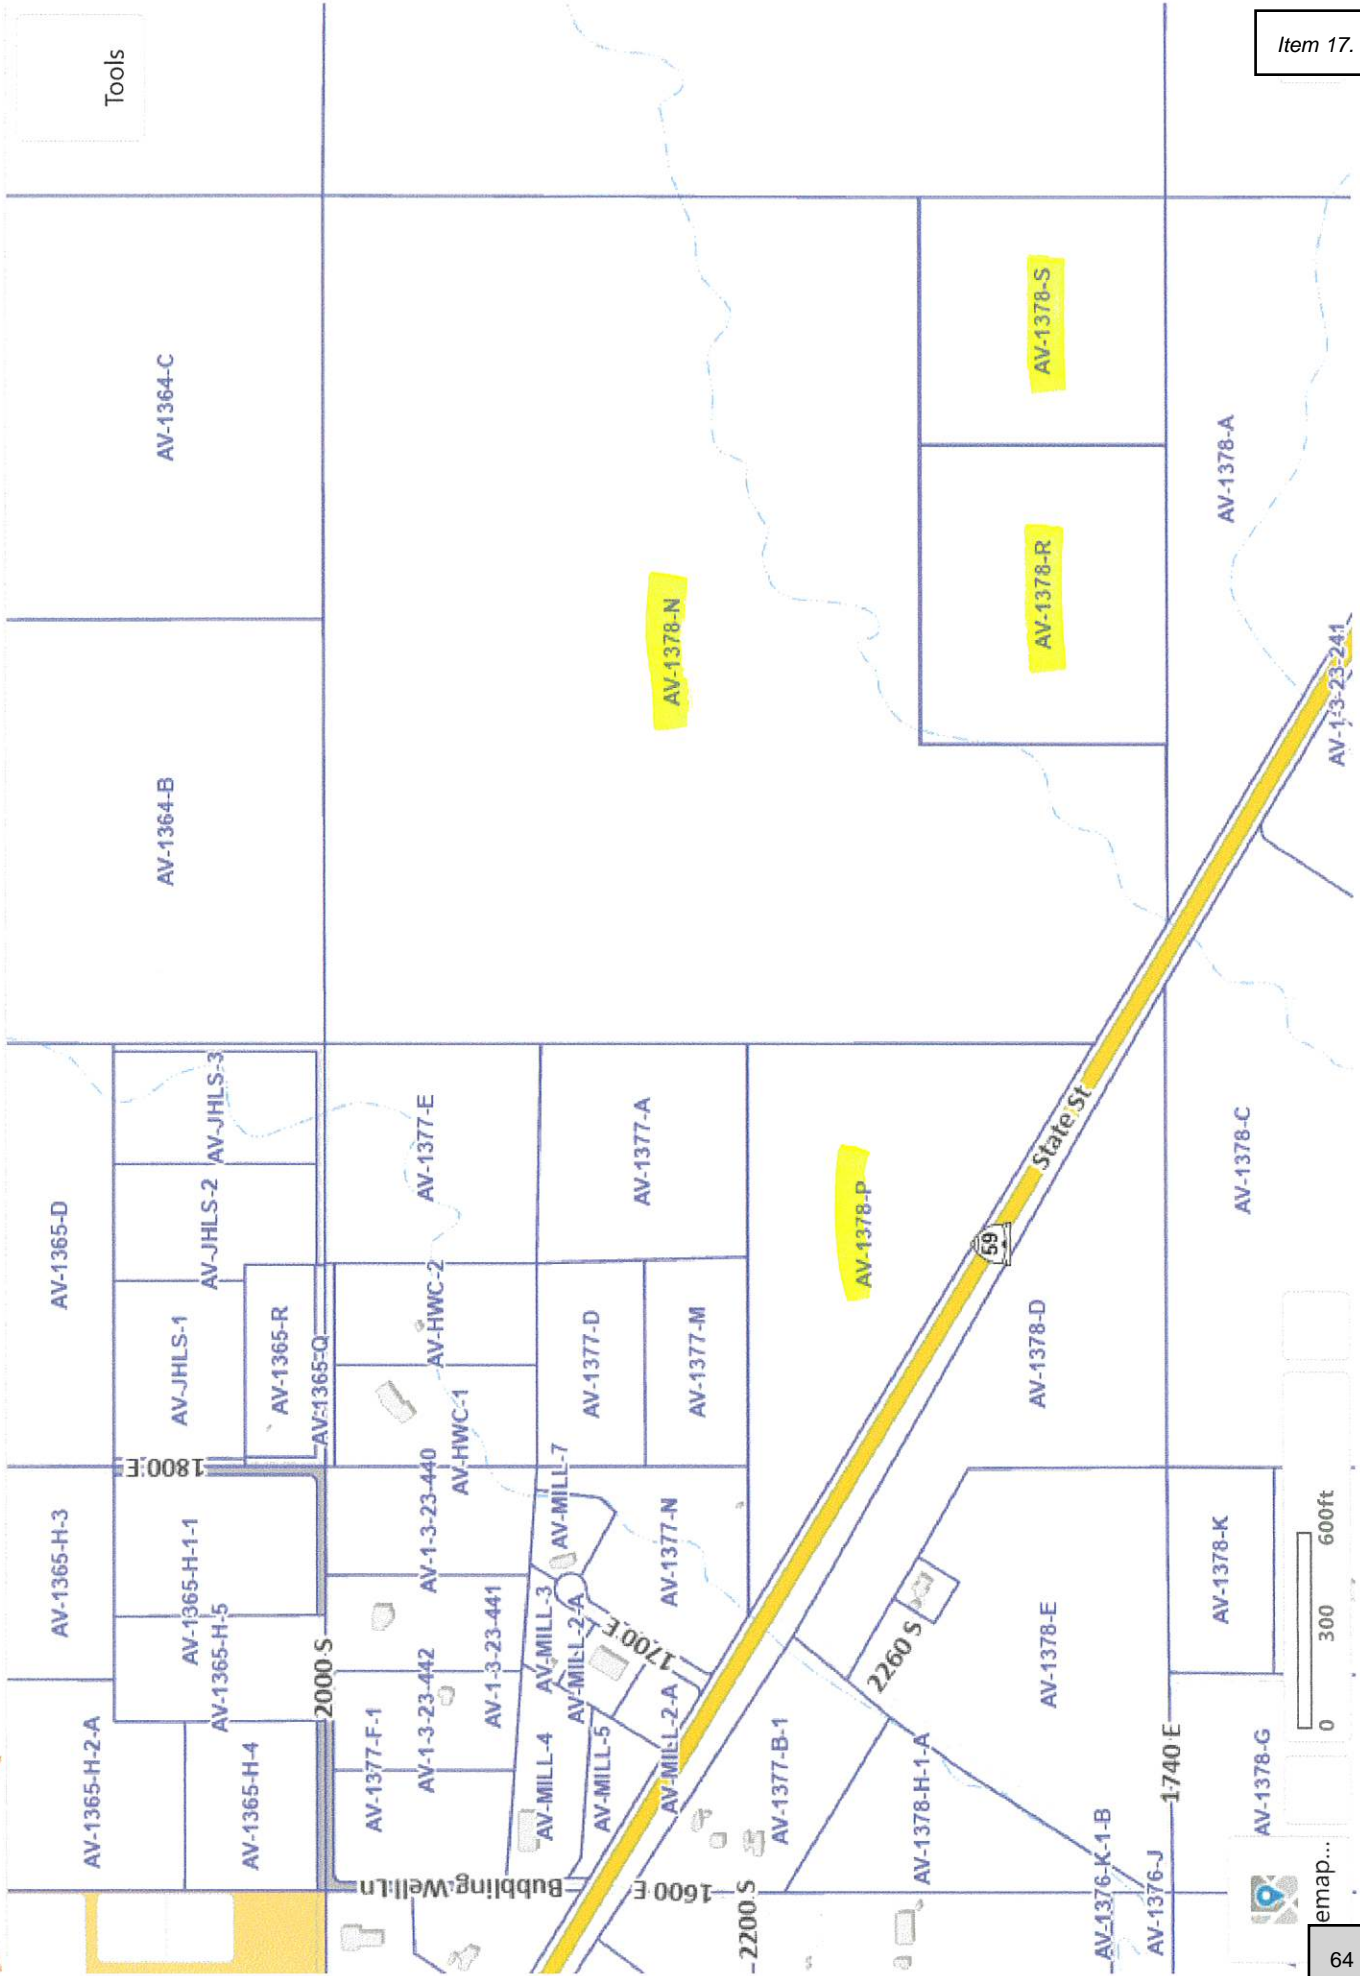 Item 17.
Tools
AV-1365-H-2-A
AV-1365-H-3
AV-1365-D
AV-1364-B
AV-1364-C
AV-1365-H-4
AV-1365-H-5
AV-1365-H-1-1
1800 E
AV-JHLS-1
AV-JHLS-2
AV-JHLS-3
AV-1365-R
AV-1365-Q
2000 S
Bubbling Well Ln
AV-1377-F-1
AV-1-3-23-442
AV-1-3-23-440
AV-1-3-23-441
AV-HWC-1
AV-HWC-2
AV-1377-E
AV-MILL-4
AV-MILL-3
AV-MILL-7
AV-MILL-2-A
AV-MILL-5
1700 E
AV-MILL-2-A
AV-1377-D
AV-1377-A
AV-1377-N
AV-1377-M
AV-1378-N
1600 E
2200 S
AV-1377-B-1
AV-1378-P
2260 S
AV-1378-H-1-A
59
State St
AV-1378-D
AV-1378-E
AV-1378-R
AV-1378-S
AV-1376-K-1-B
AV-1376-J
1740 E
AV-1378-K
AV-1378-C
AV-1378-A
AV-1378-G
AV-1-3-23-241
0 300 600ft
emap...
64